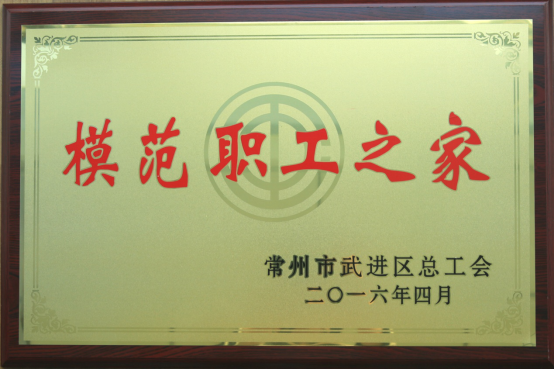 模范职工之家
常州市武进区总工会
二〇一六年四月